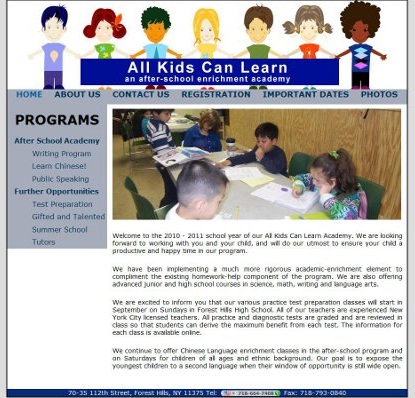 All Kids Can Learn
an after-school enrichment academy
HOME ABOUT US CONTACT US REGISTRATION IMPORTANT DATES PHOTOS
PROGRAMS
After School Academy
Writing Program
Learn Chinese!
Public Speaking
Further Opportunities
Test Preparation
Gifted and Talented
Summer School
Tutors
Welcome to the 2010 - 2011 school year of our All Kids Can Learn Academy. We are looking
forward to working with you and your child, and will do our utmost to ensure your child a
productive and happy time in our program.
We have been implementing a much more rigorous academic-enrichment element to
compliment the existing homework-help component of the program. We are also offering
advanced junior and high school courses in science, math, writing and language arts.
We are excited to inform you that our various practice test preparation classes will start in
September on Sundays in Forest Hills High School. All of our teachers are experienced New
York City licensed teachers. All practice and diagnostic tests are graded and are reviewed in
class so that students can derive the maximum benefit from each test. The information for
each class is available online.
We continue to offer Chinese Language enrichment classes in the after-school program and
on Saturdays for children of all ages and ethnic background. Our goal is to expose the
youngest children to a second language when their window of opportunity is still wide open.
70-35 112th Street, Forest Hills, NY 11375 Tel: 718-664-7408 Fax: 718-793-0840